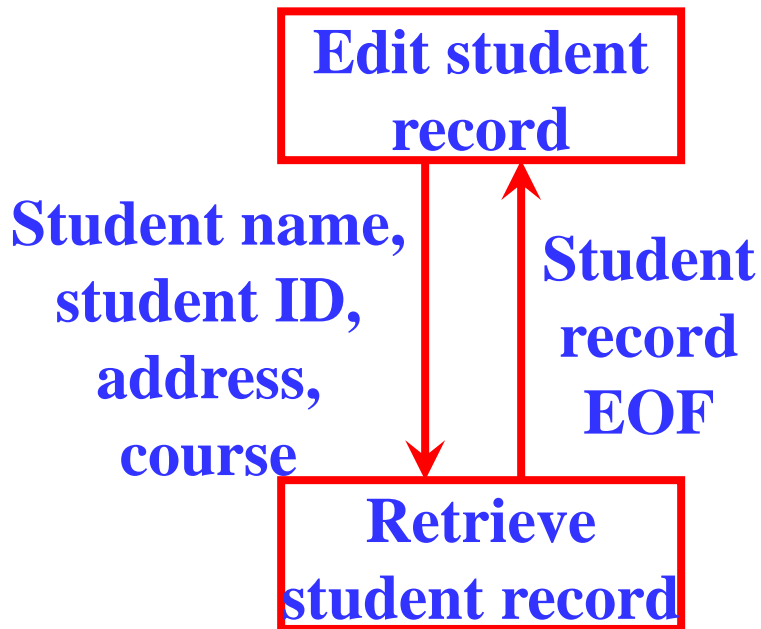 Edit student
record
Student name,
student ID,
address,
course
Student
record
EOF
Retrieve
student record